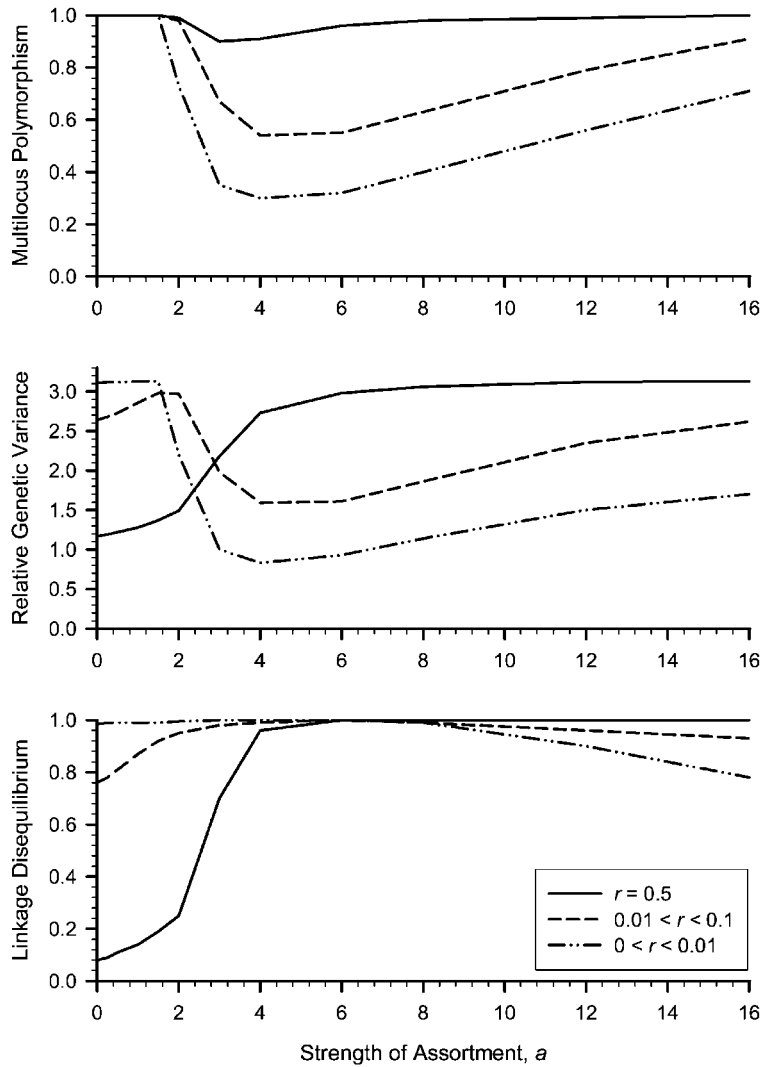 Multilocus Polymorphism
1.0
0.8
0.6
0.4
0.2
0.0
0 2 4 6 8 10 12 14 16
Relative Genetic Variance
3.0
2.5
2.0
1.5
1.0
0.5
0.0
0 2 4 6 8 10 12 14 16
Linkage Disequilibrium
1.0
0.8
0.6
0.4
0.2
0.0
r = 0.5
0.01 < r < 0.1
0 < r < 0.01
0 2 4 6 8 10 12 14 16
Strength of Assortment, a